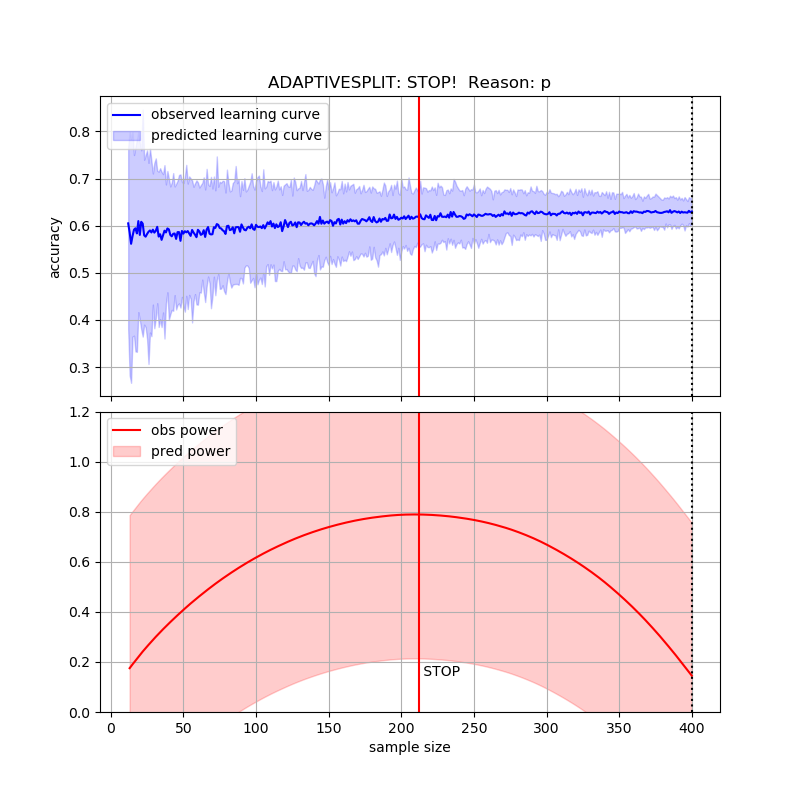 ADAPTIVESPLIT: STOP!  Reason: p
observed learning curve
predicted learning curve
0.8
0.7
0.6
0.5
0.4
0.3
accuracy
obs power
pred power
1.2
1.0
0.8
0.6
0.4
0.2
0.0
STOP
0 50 100 150 200 250 300 350 400
sample size